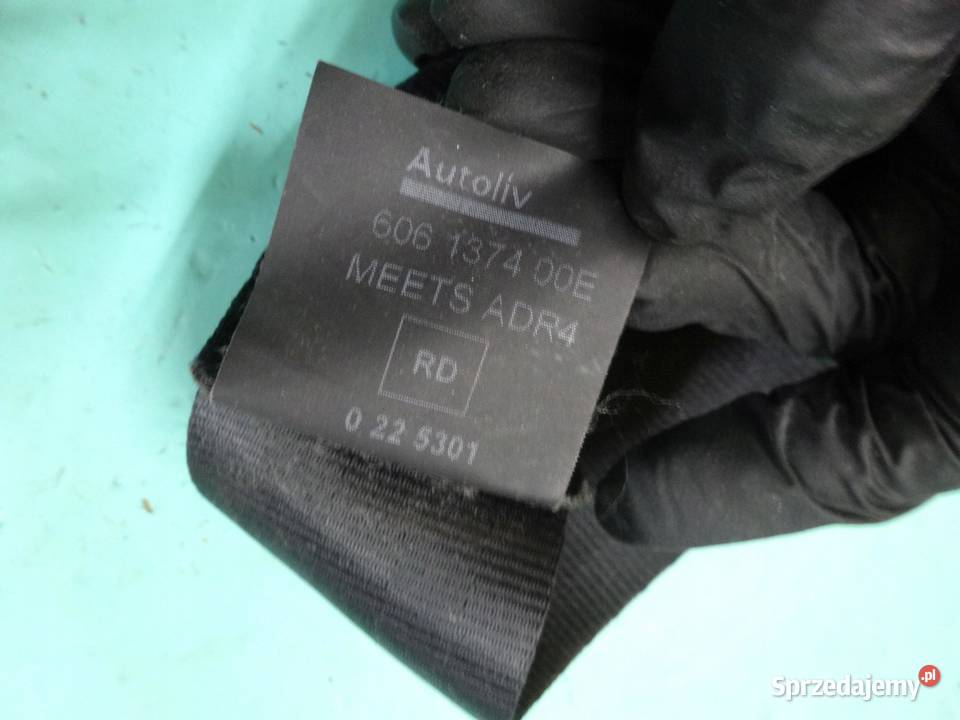 Autoliv
606 1374 00E
MEETS ADR4
RD
0 22 5301
Sprzedajemy.pl